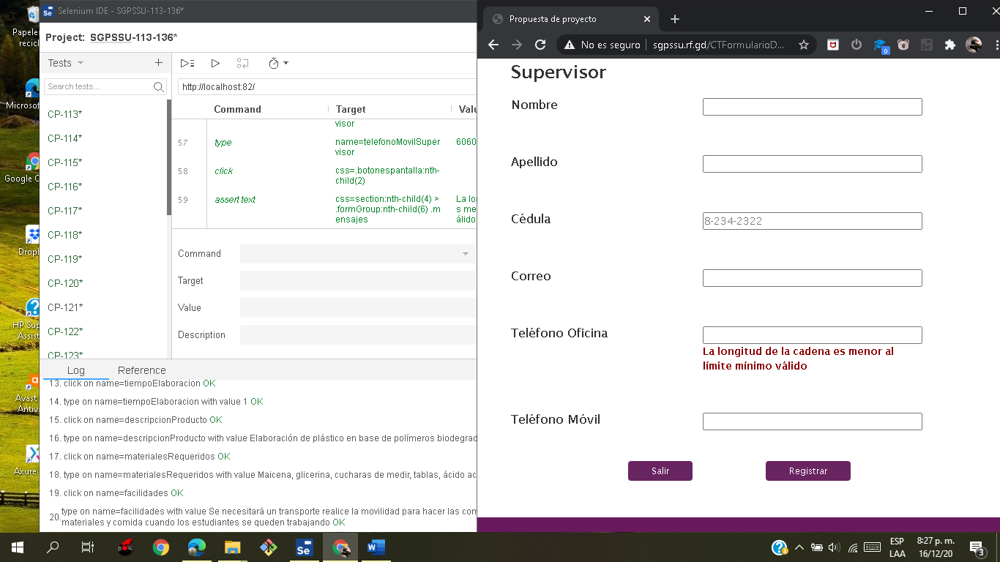 Papeler
recicl
Microsof
Google C
Dropl
HP Sup
Assist
Avast
Antiv
Axure
Selenium IDE - SGPSSU-113-136*
Project: SGPSSU-113-136*
Tests
Search tests...
CP-113*
CP-114*
CP-115*
CP-116*
CP-117*
CP-118*
CP-119*
CP-120*
CP-121*
CP-122*
CP-123*
http://localhost:82/
Command Target Valu
visor
57 type name=telefonoMovilSuper 6060
visor
58 click css=.botonespantalla:nth-
child(2)
59 assert text css=section:nth-child(4) > La lon
.formGroup:nth-child(6) .m s me
ensajes álido
Command
Target
Value
Description
Log Reference
13. click on name=tiempoElaboracion OK
14. type on name=tiempoElaboracion with value 1 OK
15. click on name=descripcionProducto OK
16. type on name=descripcionProducto with value Elaboración de plástico en base de polímeros biodegrad
17. click on name=materialesRequeridos OK
18. type on name=materialesRequeridos with value Maicena, glicerina, cucharas de medir, tablas, ácido ac
19. click on name=facilidades OK
20. type on name=facilidades with value Se necesitará un transporte realice la movilidad para hacer las com
materiales y comida cuando los estudiantes se queden trabajando OK
Propuesta de proyecto
No es seguro sgpssu.rf.gd/CTFormularioD...
0
Supervisor
Nombre
Apellido
Cédula 8-234-2322
Correo
Teléfono Oficina
La longitud de la cadena es menor al
límite mínimo válido
Teléfono Móvil
Salir Registrar
Se
W
ESP
LAA
8:27 p. m.
16/12/20
3